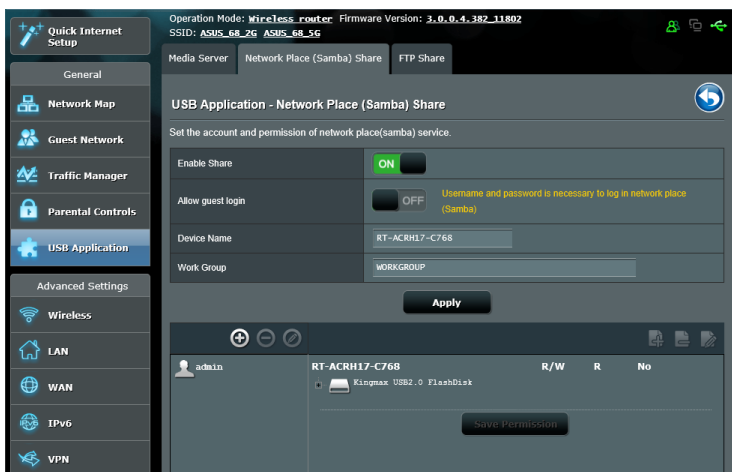 Quick Internet
Setup
General
Network Map
Guest Network
Traffic Manager
Parental Controls
USB Application
Advanced Settings
Wireless
LAN
WAN
IPv6
IPv6
VPN
Operation Mode: Wireless router Firmware Version: 3.0.0.4.382_11802
SSID: ASUS_68_2G ASUS_68_5G
Media Server
Network Place (Samba) Share
FTP Share
USB Application - Network Place (Samba) Share
Set the account and permission of network place(samba) service.
Enable Share
ON
Allow guest login
OFF
Username and password is necessary to log in network place
(Samba)
Device Name
RT-ACRH17-C768
Work Group
WORKGROUP
Apply
admin
RT-ACRH17-C768 R/W R No
Kingmax USB2.0 FlashDisk
Save Permission